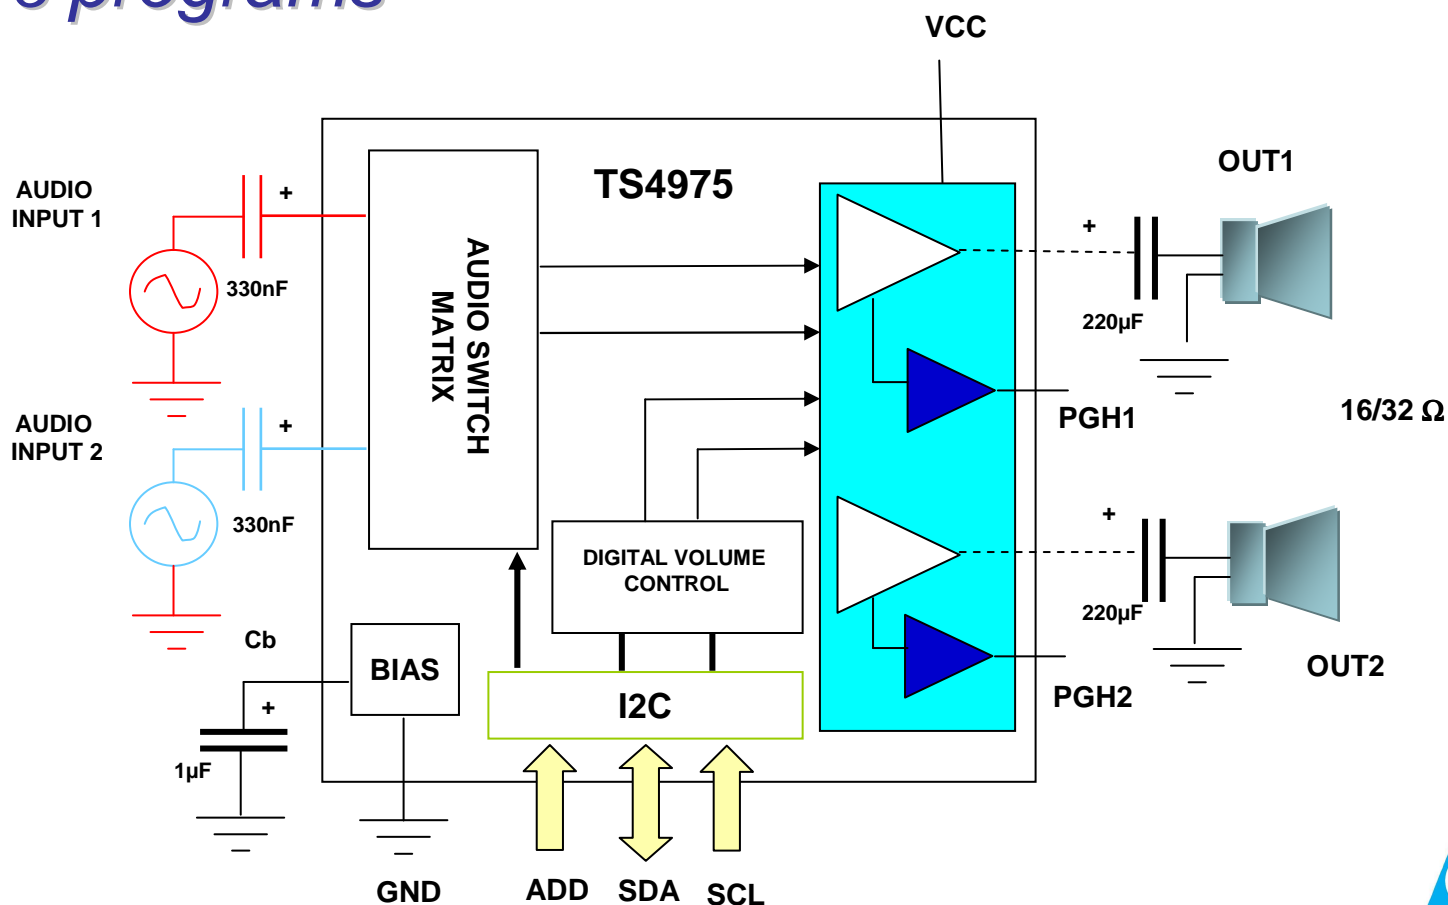 programs
VCC
AUDIO
INPUT 1
+
330nF
TS4975
OUT1
+
220µF
AUDIO SWITCH
MATRIX
PGH1
16/32 Ω
AUDIO
INPUT 2
+
330nF
DIGITAL VOLUME
CONTROL
+
220µF
OUT2
Cb
+
1µF
BIAS
I2C
PGH2
GND
ADD
SDA
SCL